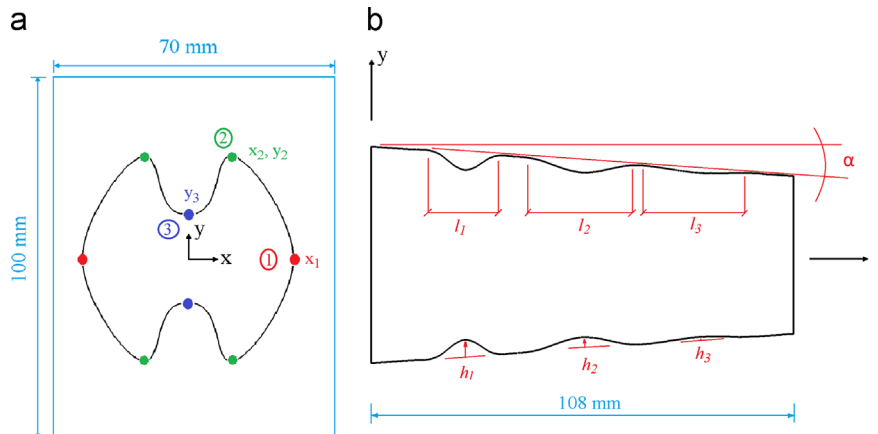 a
70 mm
100 mm
②
x2, y2
y3
③
y
x
①
x1
b
y
α
l1
l2
l3
h1
h2
h3
108 mm